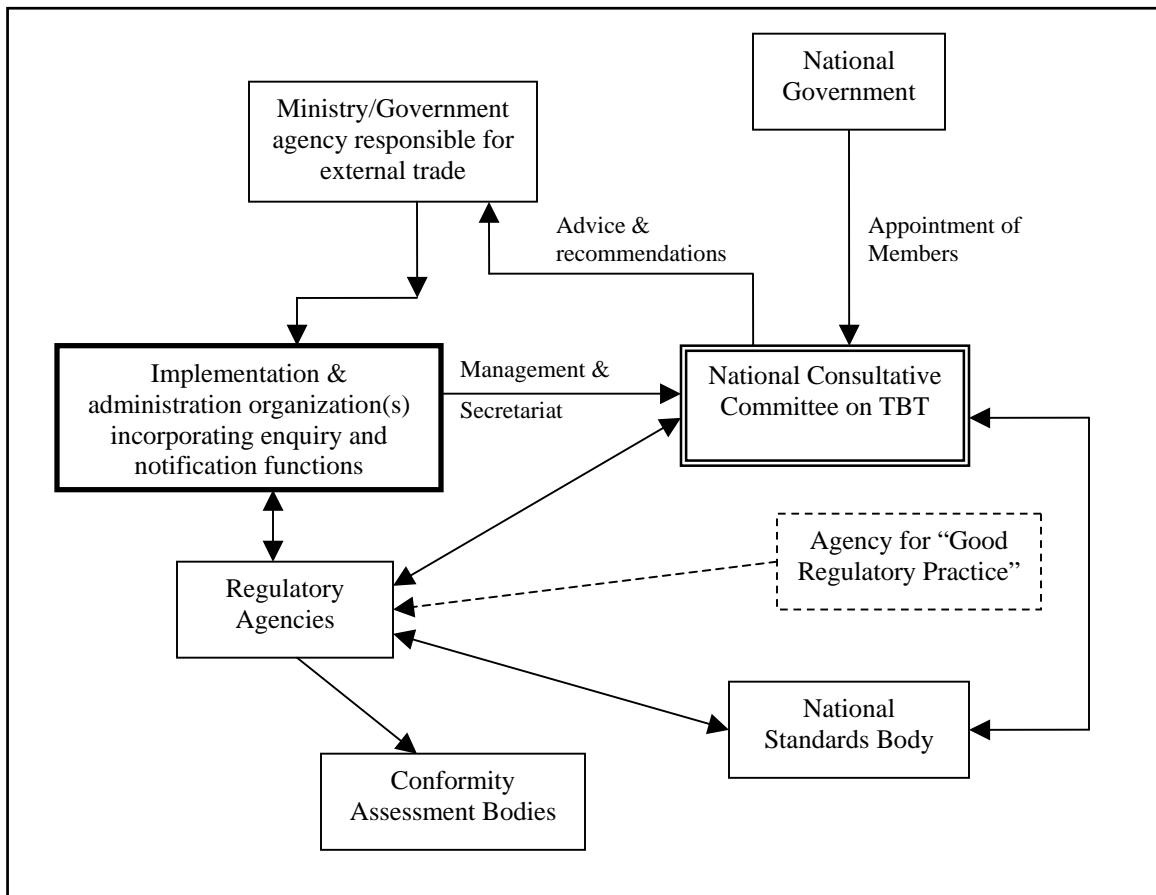 National
Government
Ministry/Government
agency responsible for
external trade
Advice &
recommendations
Appointment of
Members
Implementation &
administration organization(s)
incorporating enquiry and
notification functions
Management &
Secretariat
National Consultative
Committee on TBT
Agency for “Good
Regulatory Practice”
Regulatory
Agencies
National
Standards Body
Conformity
Assessment Bodies